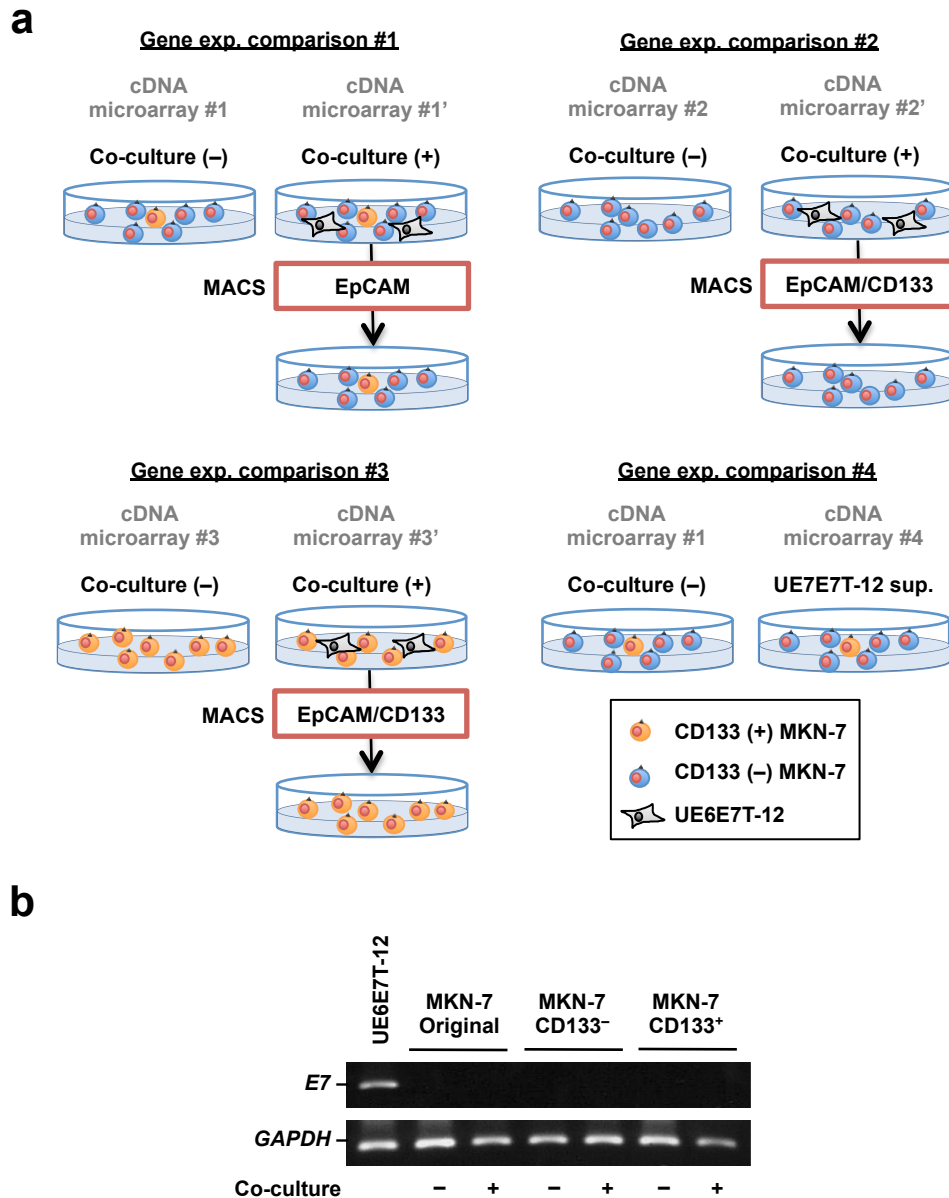 a
Gene exp. comparison #1
cDNA
microarray #1
cDNA
microarray #1’
Co-culture (–)
Co-culture (+)
MACS
EpCAM
Gene exp. comparison #2
cDNA
microarray #2
cDNA
microarray #2’
Co-culture (–)
Co-culture (+)
MACS
EpCAM/CD133
Gene exp. comparison #3
cDNA
microarray #3
cDNA
microarray #3’
Co-culture (–)
Co-culture (+)
MACS
EpCAM/CD133
Gene exp. comparison #4
cDNA
microarray #1
cDNA
microarray #4
Co-culture (–)
UE7E7T-12 sup.
CD133 (+) MKN-7
CD133 (–) MKN-7
UE6E7T-12
b
UE6E7T-12
MKN-7
Original
MKN-7
CD133⁻
MKN-7
CD133⁺
E7
GAPDH
Co-culture – + – + – +